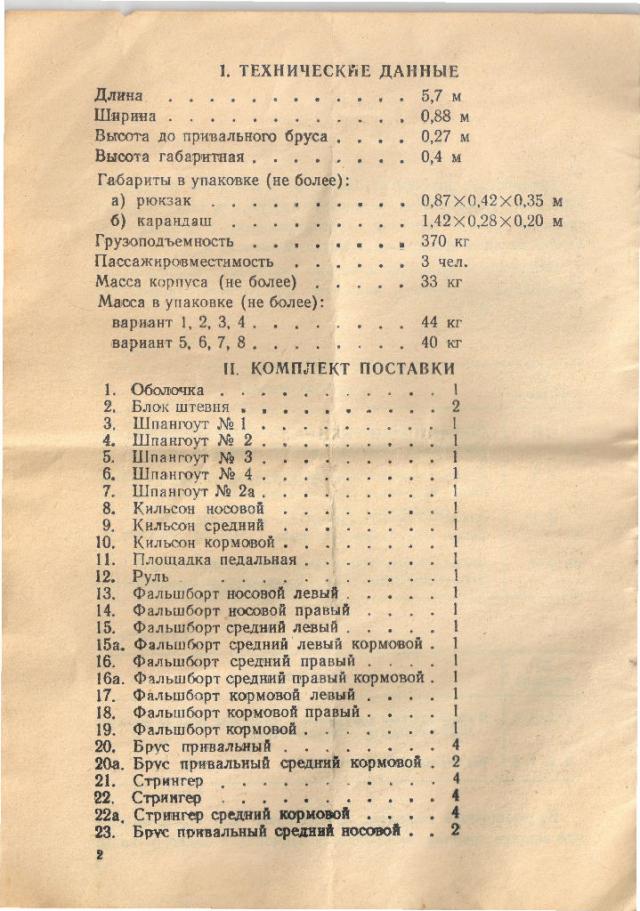 I. ТЕХНИЧЕСКИЕ ДАННЫЕ
Длина . . . . . . . . . . . . 5,7 м
Ширина . . . . . . . . . . . . 0,88 м
Высота до привального бруса . . . . 0,27 м
Высота габаритная . . . . . . . . 0,4 м
Габариты в упаковке (не более):
а) рюкзак . . . . . . . . . . 0,87×0,42×0,35 м
б) карандаш . . . . . . . . . 1,42×0,28×0,20 м
Грузоподъемность . . . . . . . . 370 кг
Пассажировместимость . . . . . . 3 чел.
Масса корпуса (не более) . . . . . 33 кг
Масса в упаковке (не более):
вариант 1, 2, 3, 4 . . . . . . . . 44 кг
вариант 5, 6, 7, 8 . . . . . . . . 40 кг
II. КОМПЛЕКТ ПОСТАВКИ
1. Оболочка . . . . . . . . . . . 1
2. Блок штевня . . . . . . . . . . 2
3. Шпангоут № 1 . . . . . . . . . 1
4. Шпангоут № 2 . . . . . . . . . 1
5. Шпангоут № 3 . . . . . . . . . 1
6. Шпангоут № 4 . . . . . . . . . 1
7. Шпангоут № 2а . . . . . . . . . 1
8. Кильсон носовой . . . . . . . . 1
9. Кильсон средний . . . . . . . . 1
10. Кильсон кормовой . . . . . . . . 1
11. Площадка педальная . . . . . . . 1
12. Руль . . . . . . . . . . . 1
13. Фальшборт носовой левый . . . . . 1
14. Фальшборт носовой правый . . . . 1
15. Фальшборт средний левый . . . . . 1
15а. Фальшборт средний левый кормовой . 1
16. Фальшборт средний правый . . . . 1
16а. Фальшборт средний правый кормовой . 1
17. Фальшборт кормовой левый . . . . 1
18. Фальшборт кормовой правый . . . . 1
19. Фальшборт кормовой . . . . . . . 1
20. Брус привальный . . . . . . . . 4
20а. Брус привальный средний кормовой . 2
21. Стрингер . . . . . . . . . . . 4
22. Стрингер . . . . . . . . . . . 4
22а. Стрингер средний кормовой . . . . 4
23. Брус привальный средний носовой . . 2
2